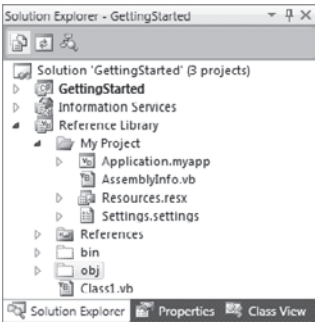 Solution Explorer - GettingStarted
Solution 'GettingStarted' (3 projects)
GettingStarted
Information Services
Reference Library
My Project
Application.myapp
AssemblyInfo.vb
Resources.resx
Settings.settings
References
bin
obj
Class1.vb
Solution Explorer Properties Class View